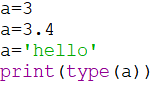 a=3
a=3.4
a='hello'
print(type(a))